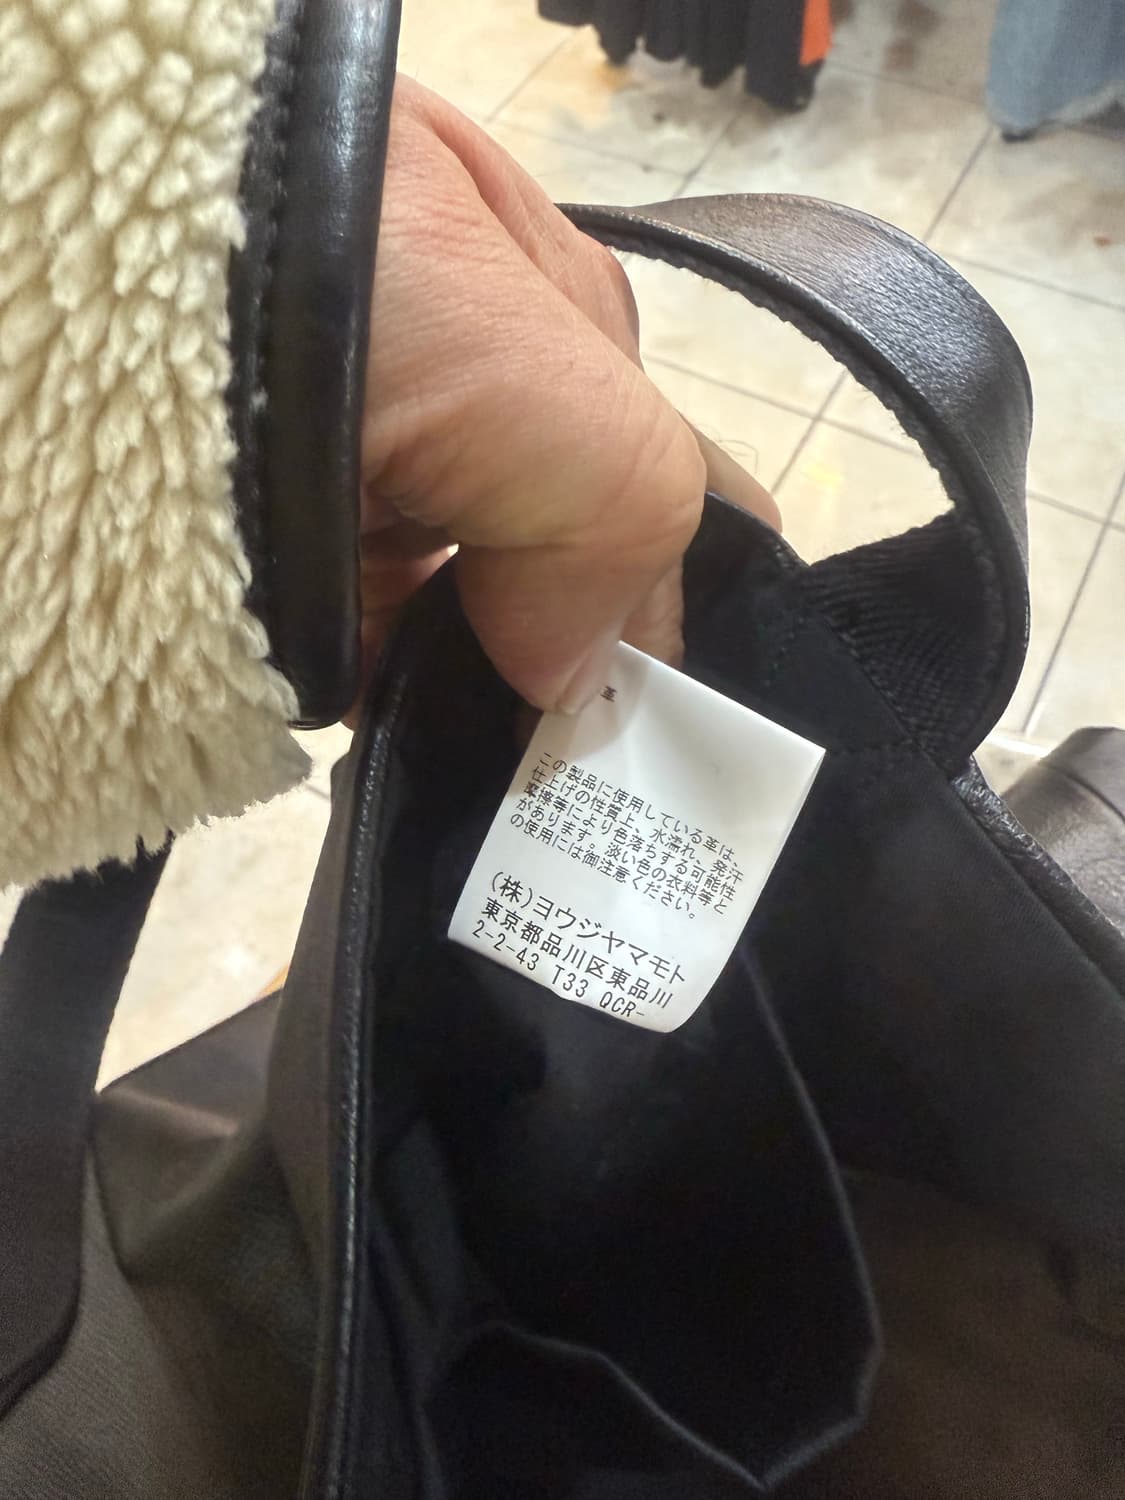 革
この製品に使用している革は、
仕上げの性質上、水濡れ、発汗
摩擦等により色落ちする可能性
があります。淡い色の衣料等と
の使用には御注意ください。
(株)ヨウジヤマモト
東京都品川区東品川
2-2-43 T33 QCR-